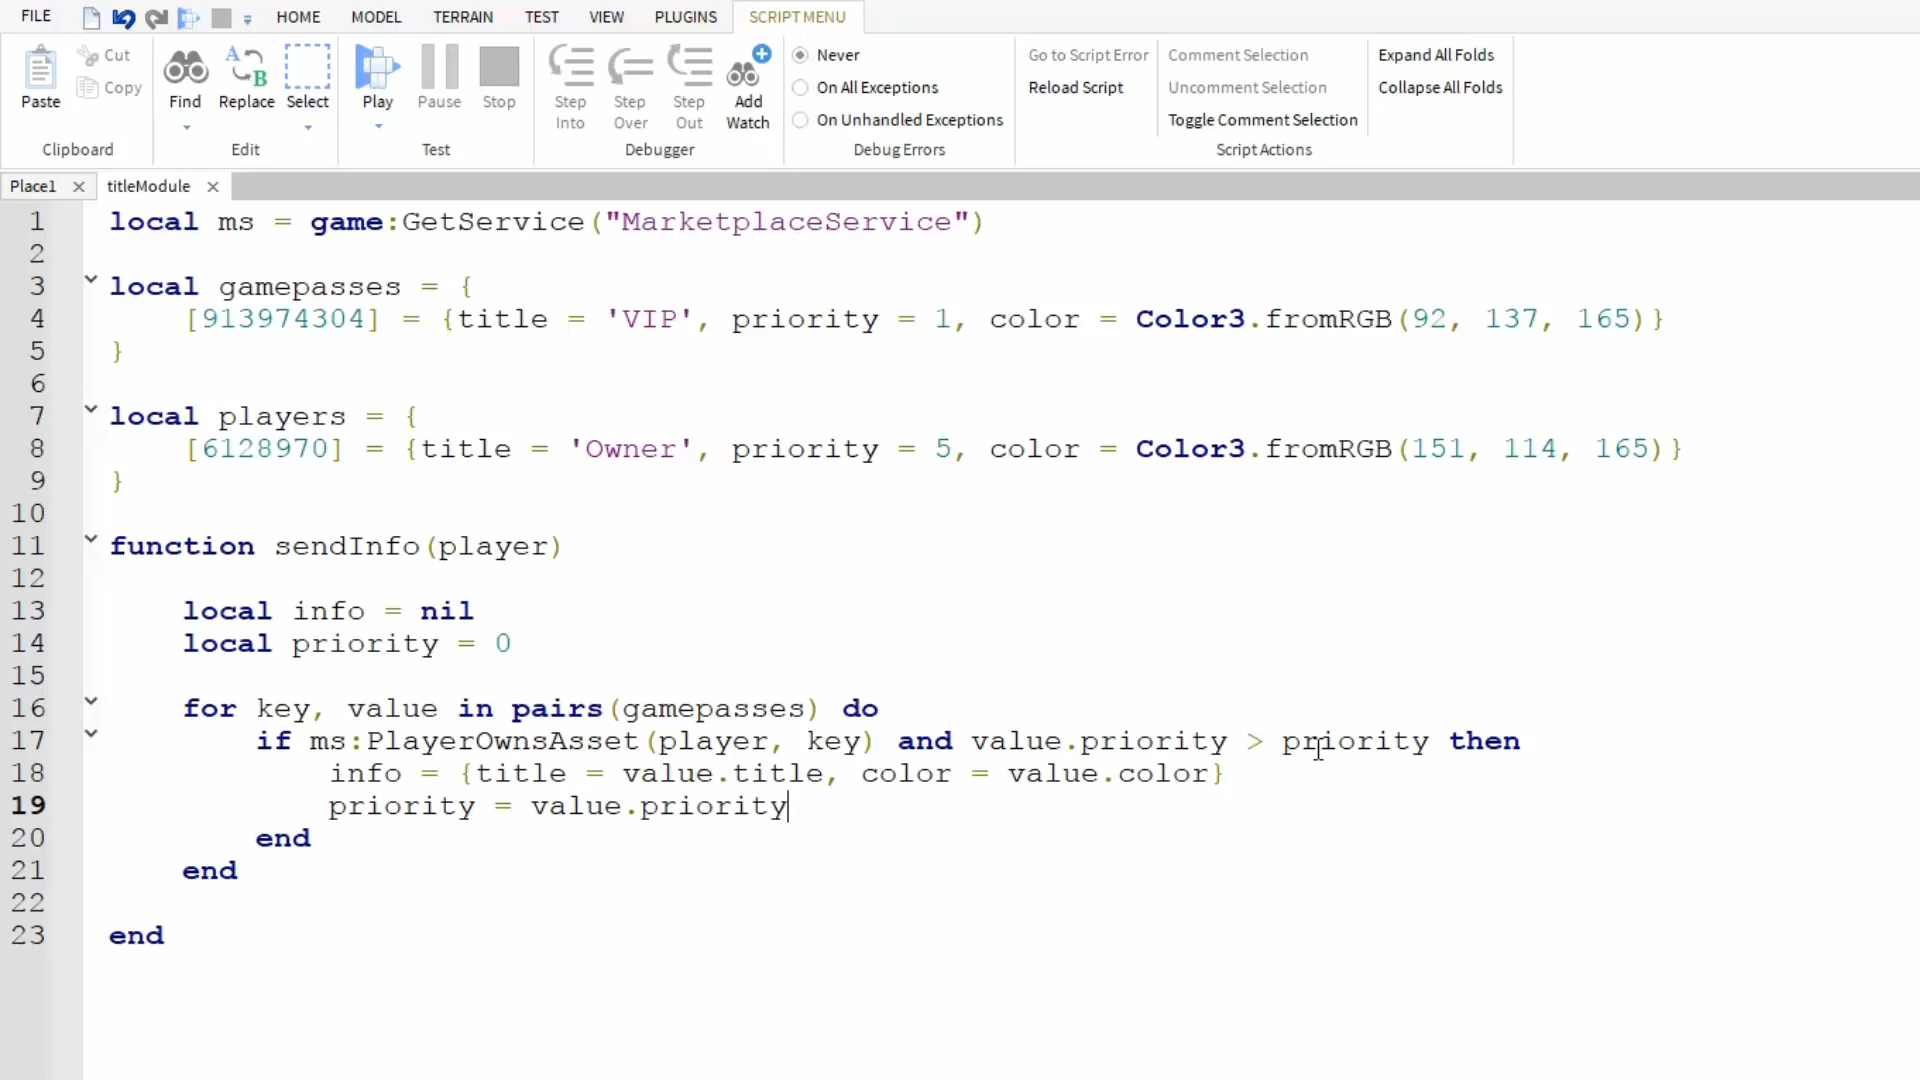 FILE HOME MODEL TERRAIN TEST VIEW PLUGINS SCRIPT MENU
Paste
Cut
Copy
Clipboard
Find
Replace
Select
Edit
Play
Pause
Stop
Test
Step Into
Step Over
Step Out
Add Watch
Debugger
Never
On All Exceptions
On Unhandled Exceptions
Debug Errors
Go to Script Error
Reload Script
Comment Selection
Uncomment Selection
Toggle Comment Selection
Script Actions
Expand All Folds
Collapse All Folds
Place1 titleModule
1 local ms = game:GetService("MarketplaceService")
2
3 local gamepasses = {
4 [913974304] = {title = 'VIP', priority = 1, color = Color3.fromRGB(92, 137, 165)}
5 }
6
7 local players = {
8 [6128970] = {title = 'Owner', priority = 5, color = Color3.fromRGB(151, 114, 165)}
9 }
10
11 function sendInfo(player)
12
13 local info = nil
14 local priority = 0
15
16 for key, value in pairs(gamepasses) do
17 if ms:PlayerOwnsAsset(player, key) and value.priority > priority then
18 info = {title = value.title, color = value.color}
19 priority = value.priority
20 end
21 end
22
23 end